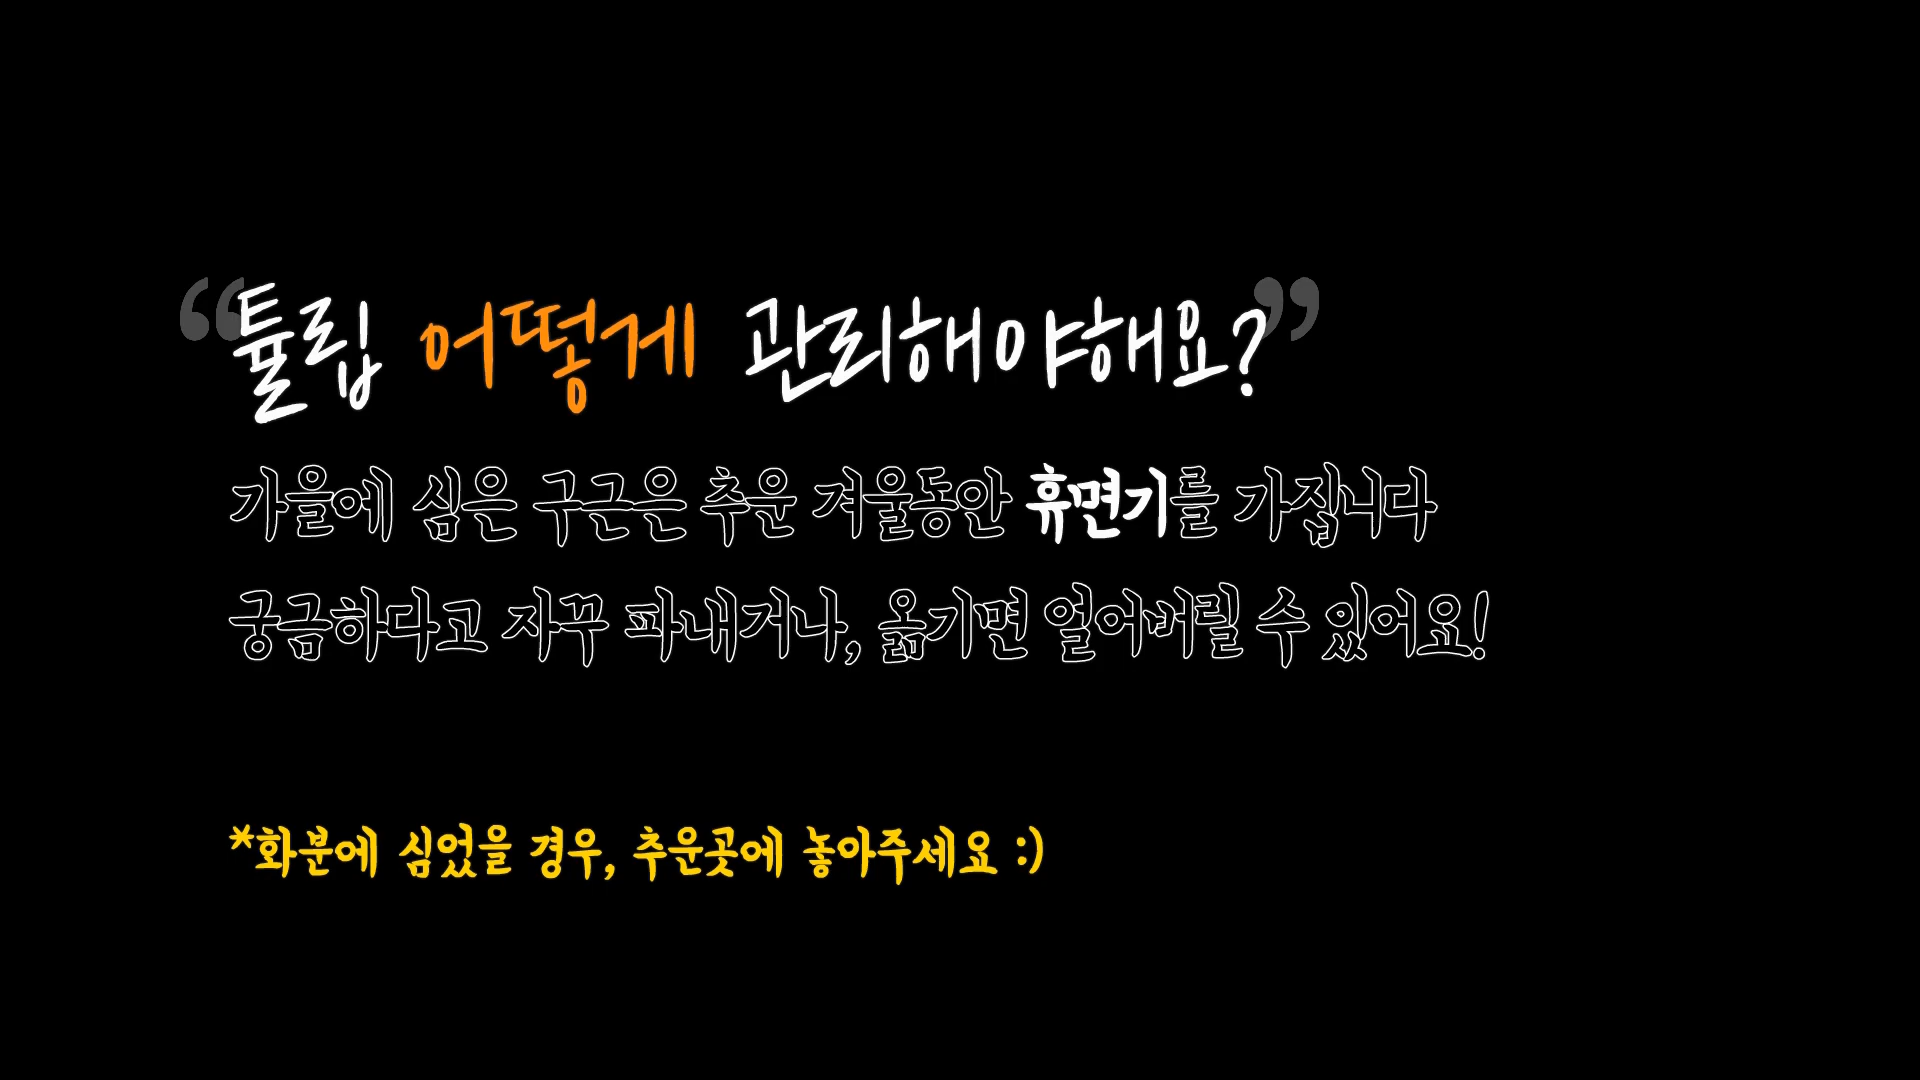 “튤립 어떻게 관리해야해요?”
가을에 심은 구근은 추운 겨울동안 휴면기를 가집니다
궁금하다고 자꾸 파내거나, 옮기면 얼어버릴 수 있어요!
*화분에 심었을 경우, 추운곳에 놓아주세요 :)